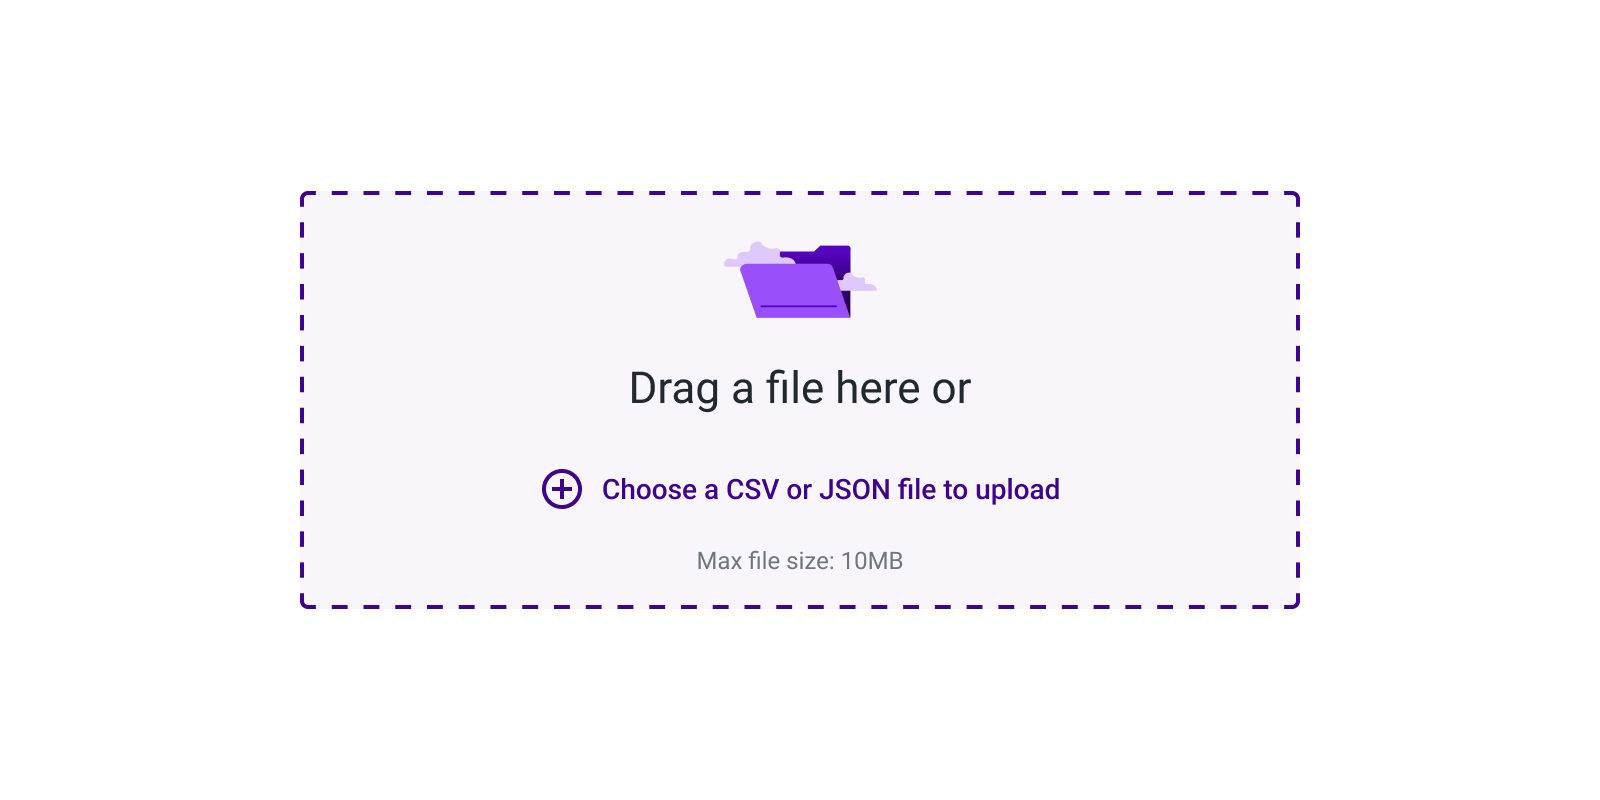 Drag a file here or
Choose a CSV or JSON file to upload
Max file size: 10MB